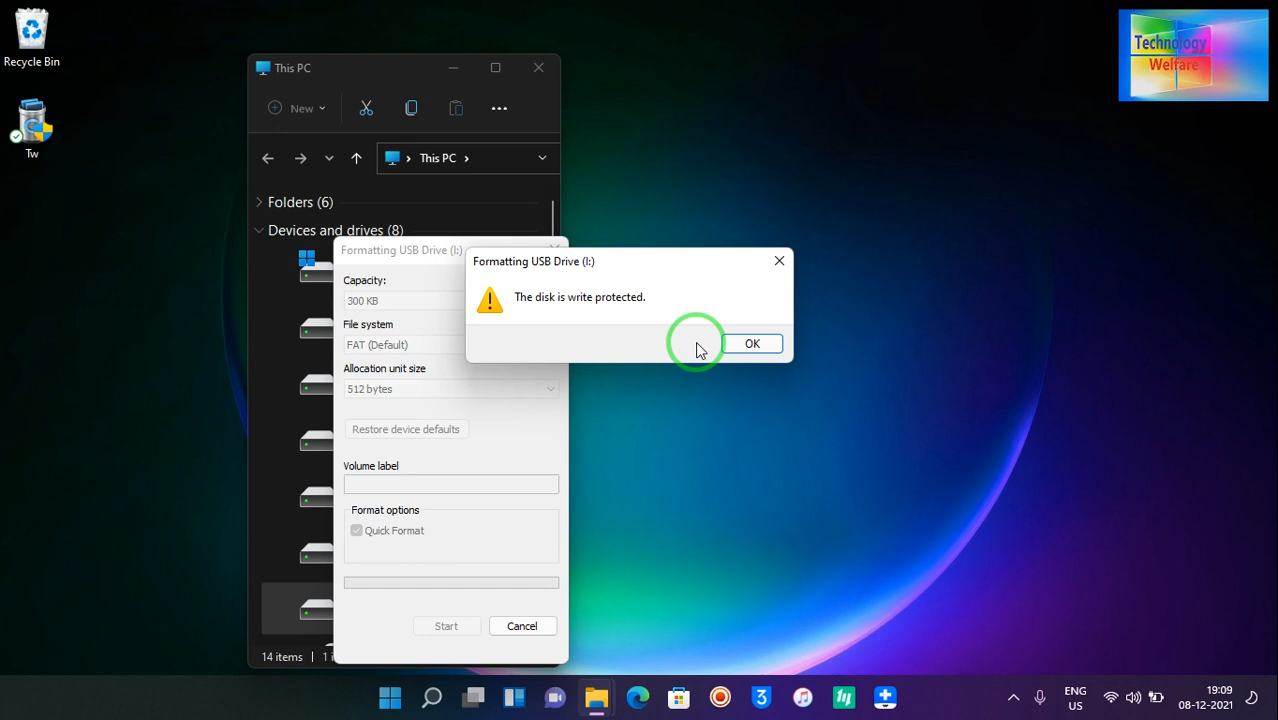 Recycle Bin
Tw
Technology
Welfare
This PC
New
This PC
Folders (6)
Devices and drives (8)
Formatting USB Drive (I:)
Capacity:
300 KB
File system
FAT (Default)
Allocation unit size
512 bytes
Restore device defaults
Volume label
Format options
Quick Format
Start
Cancel
Formatting USB Drive (I:)
The disk is write protected.
OK
14 items
ENG
US
19:09
08-12-2021